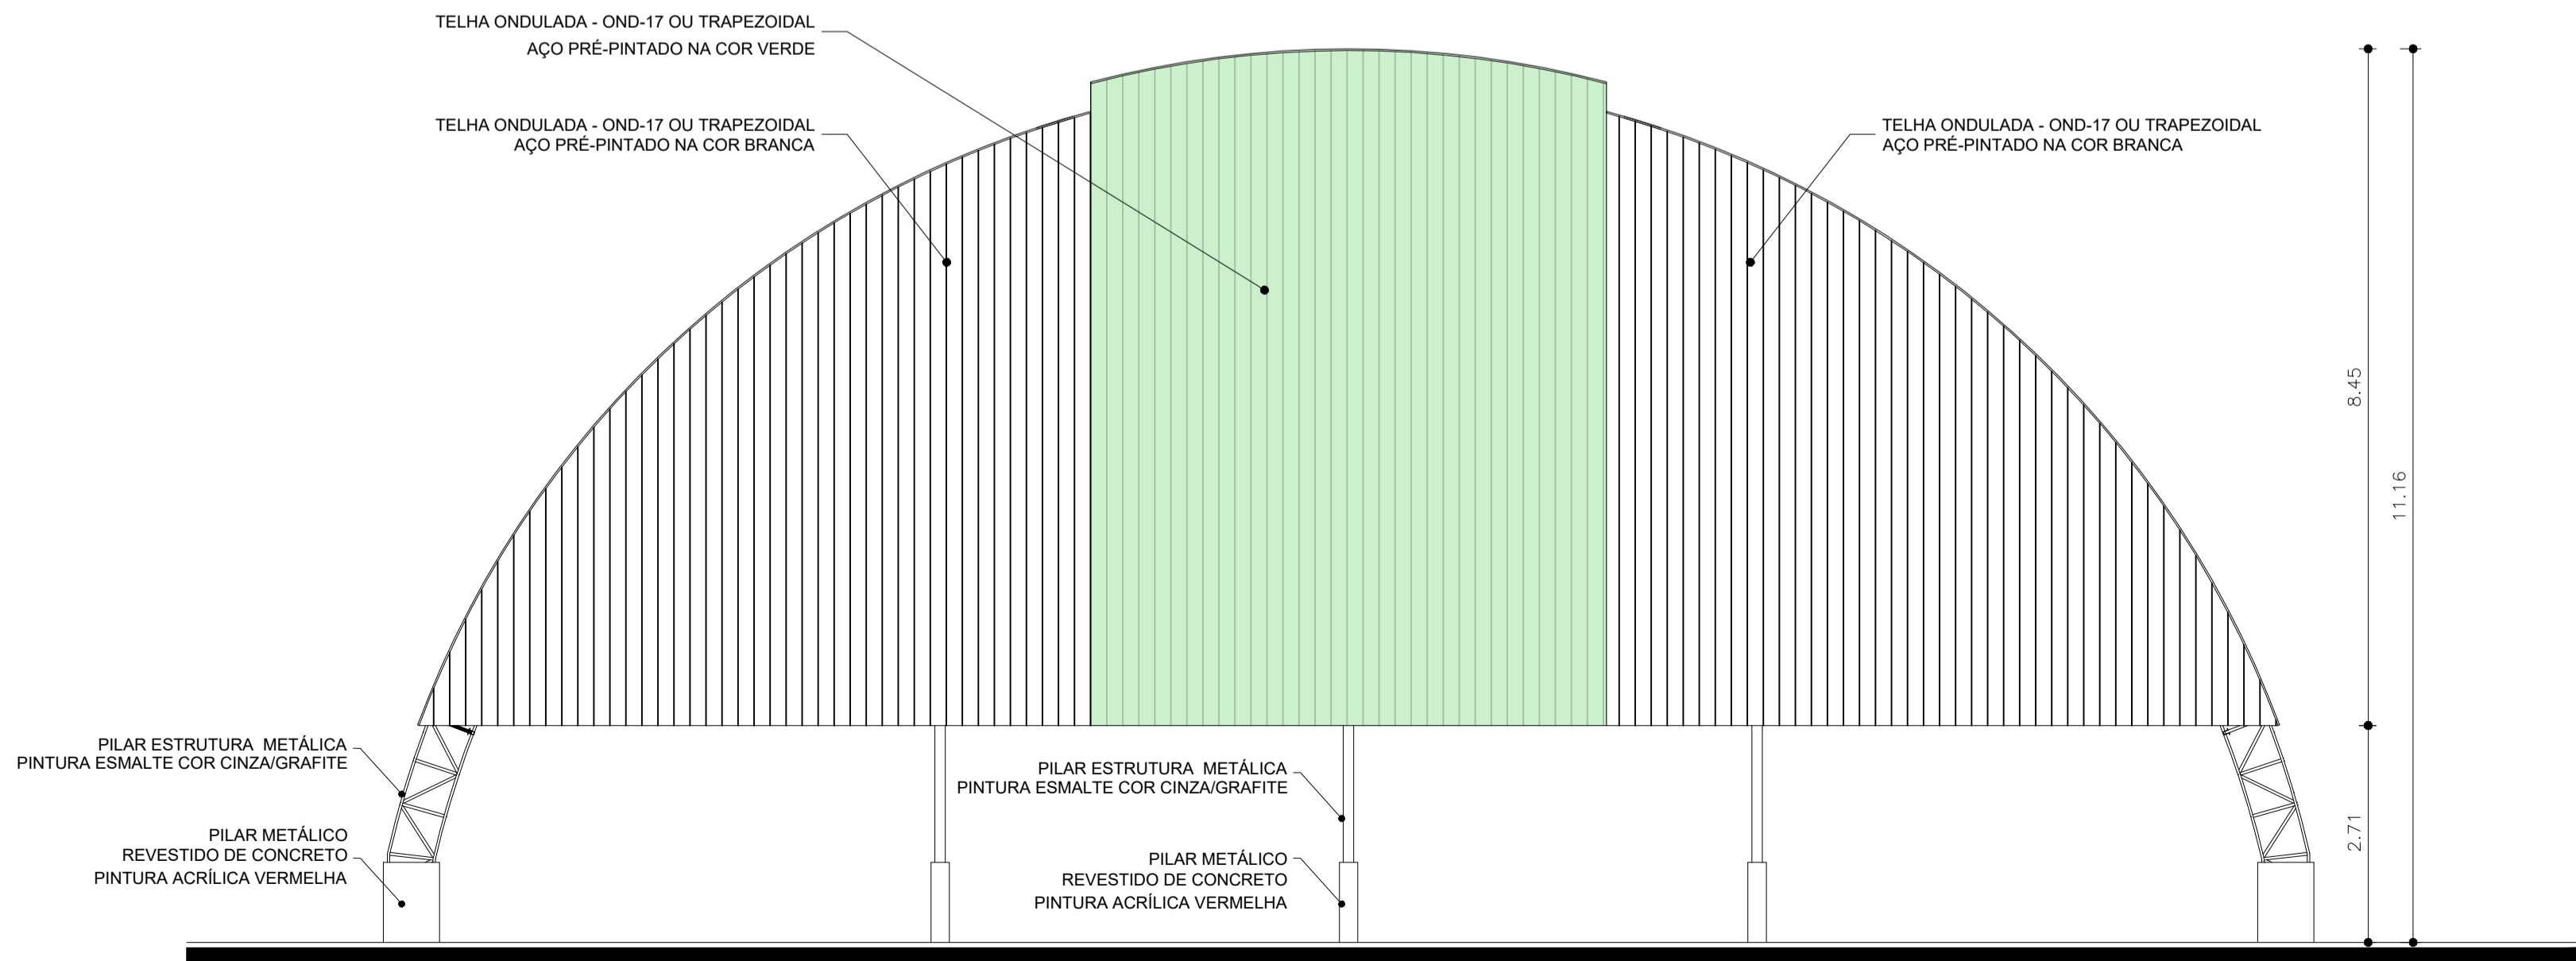 TELHA ONDULADA - OND-17 OU TRAPEZOIDAL
AÇO PRÉ-PINTADO NA COR VERDE
TELHA ONDULADA - OND-17 OU TRAPEZOIDAL
AÇO PRÉ-PINTADO NA COR BRANCA
TELHA ONDULADA - OND-17 OU TRAPEZOIDAL
AÇO PRÉ-PINTADO NA COR BRANCA
8.45
11.16
PILAR ESTRUTURA METÁLICA
PINTURA ESMALTE COR CINZA/GRAFITE
PILAR METÁLICO
REVESTIDO DE CONCRETO
PINTURA ACRÍLICA VERMELHA
PILAR ESTRUTURA METÁLICA
PINTURA ESMALTE COR CINZA/GRAFITE
PILAR METÁLICO
REVESTIDO DE CONCRETO
PINTURA ACRÍLICA VERMELHA
2.71